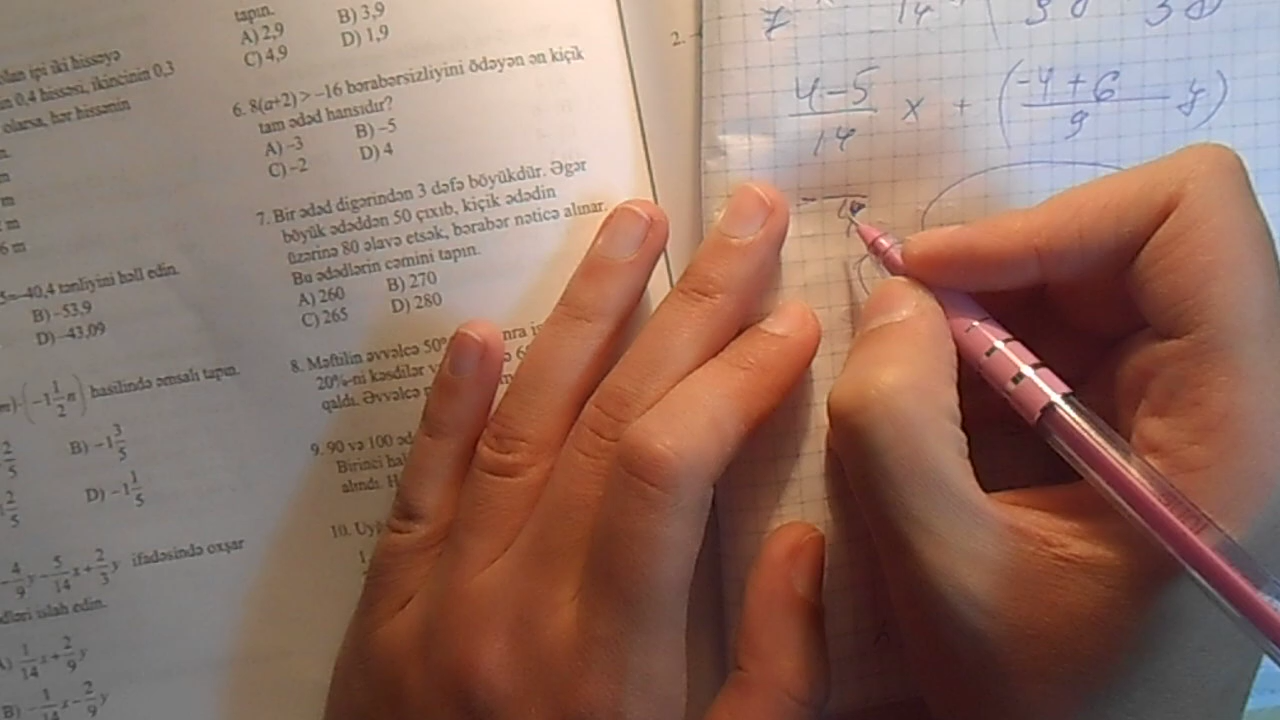 ipi iki hissəyə
0,4 hissəsi, ikincinin 0,3
olarsa, hər hissənin
m
m
6 m
5=-40,4 tənliyini həll edin.
B) -53,9
D) -43,09
m)·(-1 1/2 n) hasilində əmsalı tapın.
2/5
B) -1 3/5
2/5
D) -1 1/5
-4/9 y - 5/14 x + 2/3 y ifadəsində oxşar
islah edin.
1/14 x + 2/9 y
B) -1/14 x - 2/9 y
tapın.
A) 2,9
B) 3,9
C) 4,9
D) 1,9
6. 8(a+2) > -16 bərabərsizliyini ödəyən ən kiçik
tam ədəd hansıdır?
A) -3
B) -5
C) -2
D) 4
7. Bir ədəd digərindən 3 dəfə böyükdür. Əgər
böyük ədəddən 50 çıxıb, kiçik ədədin
üzərinə 80 əlavə etsək, bərabər nəticə alınar.
Bu ədədlərin cəmini tapın.
A) 260
B) 270
C) 265
D) 280
8. Məftilin əvvəlcə 50%
20%-ni kəsdilər
qaldı. Əvvəlcə
9. 90 və 100
Birinci
alındı.
10.
2.
7 14
4-5/14 x + (-4+6/9 y)